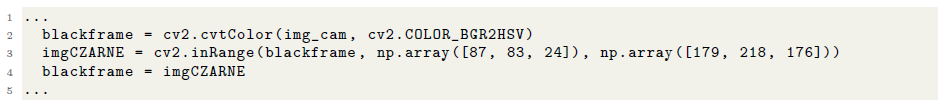 1 ...
2 blackframe = cv2.cvtColor(img_cam, cv2.COLOR_BGR2HSV)
3 imgCZARNE = cv2.inRange(blackframe, np.array([87, 83, 24]), np.array([179, 218, 176]))
4 blackframe = imgCZARNE
5 ...